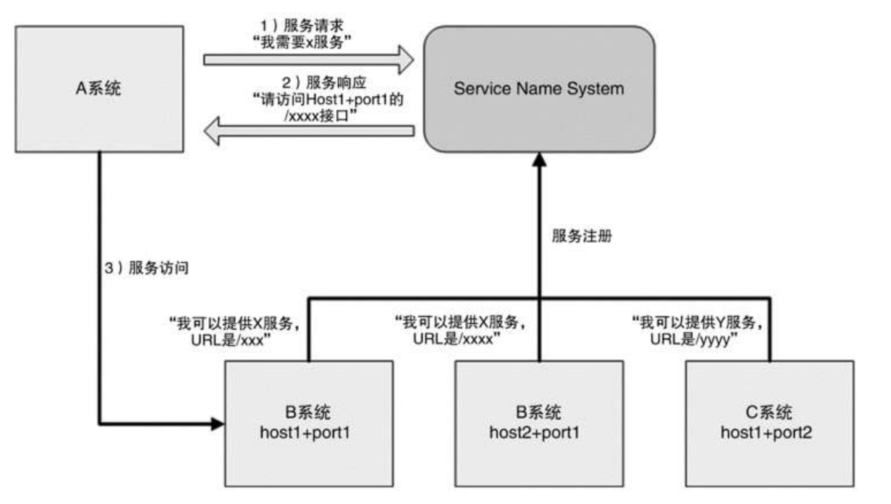 1）服务请求
“我需要x服务”
A系统
Service Name System
2）服务响应
“请访问Host1+port1的
/xxxx接口”
服务注册
3）服务访问
“我可以提供X服务，
URL是/xxx”
“我可以提供X服务，
URL是/xxxx”
“我可以提供Y服务，
URL是/yyyy”
B系统
host1+port1
B系统
host2+port1
C系统
host1+port2